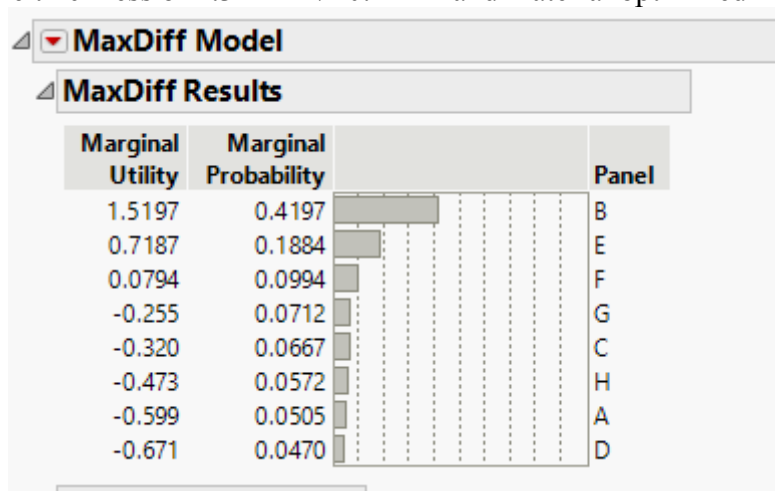 MaxDiff Model
MaxDiff Results
Marginal Utility Marginal Probability Panel
1.5197 0.4197 B
0.7187 0.1884 E
0.0794 0.0994 F
-0.255 0.0712 G
-0.320 0.0667 C
-0.473 0.0572 H
-0.599 0.0505 A
-0.671 0.0470 D